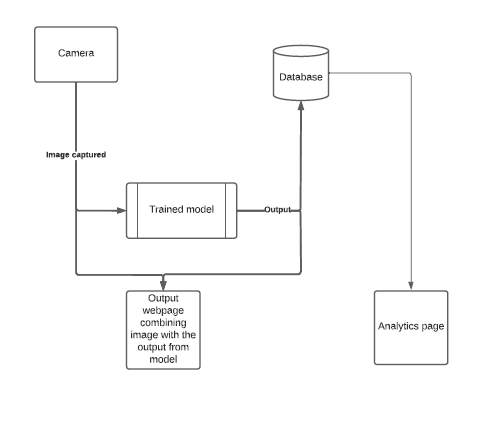 Camera
Database
Image captured
Trained model
Output
Output
webpage
combining
image with the
output from
model
Analytics page